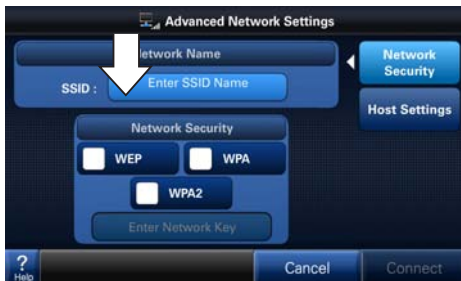 Advanced Network Settings
Network Name
SSID :
Enter SSID Name
Network
Security
Host Settings
Network Security
WEP
WPA
WPA2
Enter Network Key
?
Help
Cancel
Connect